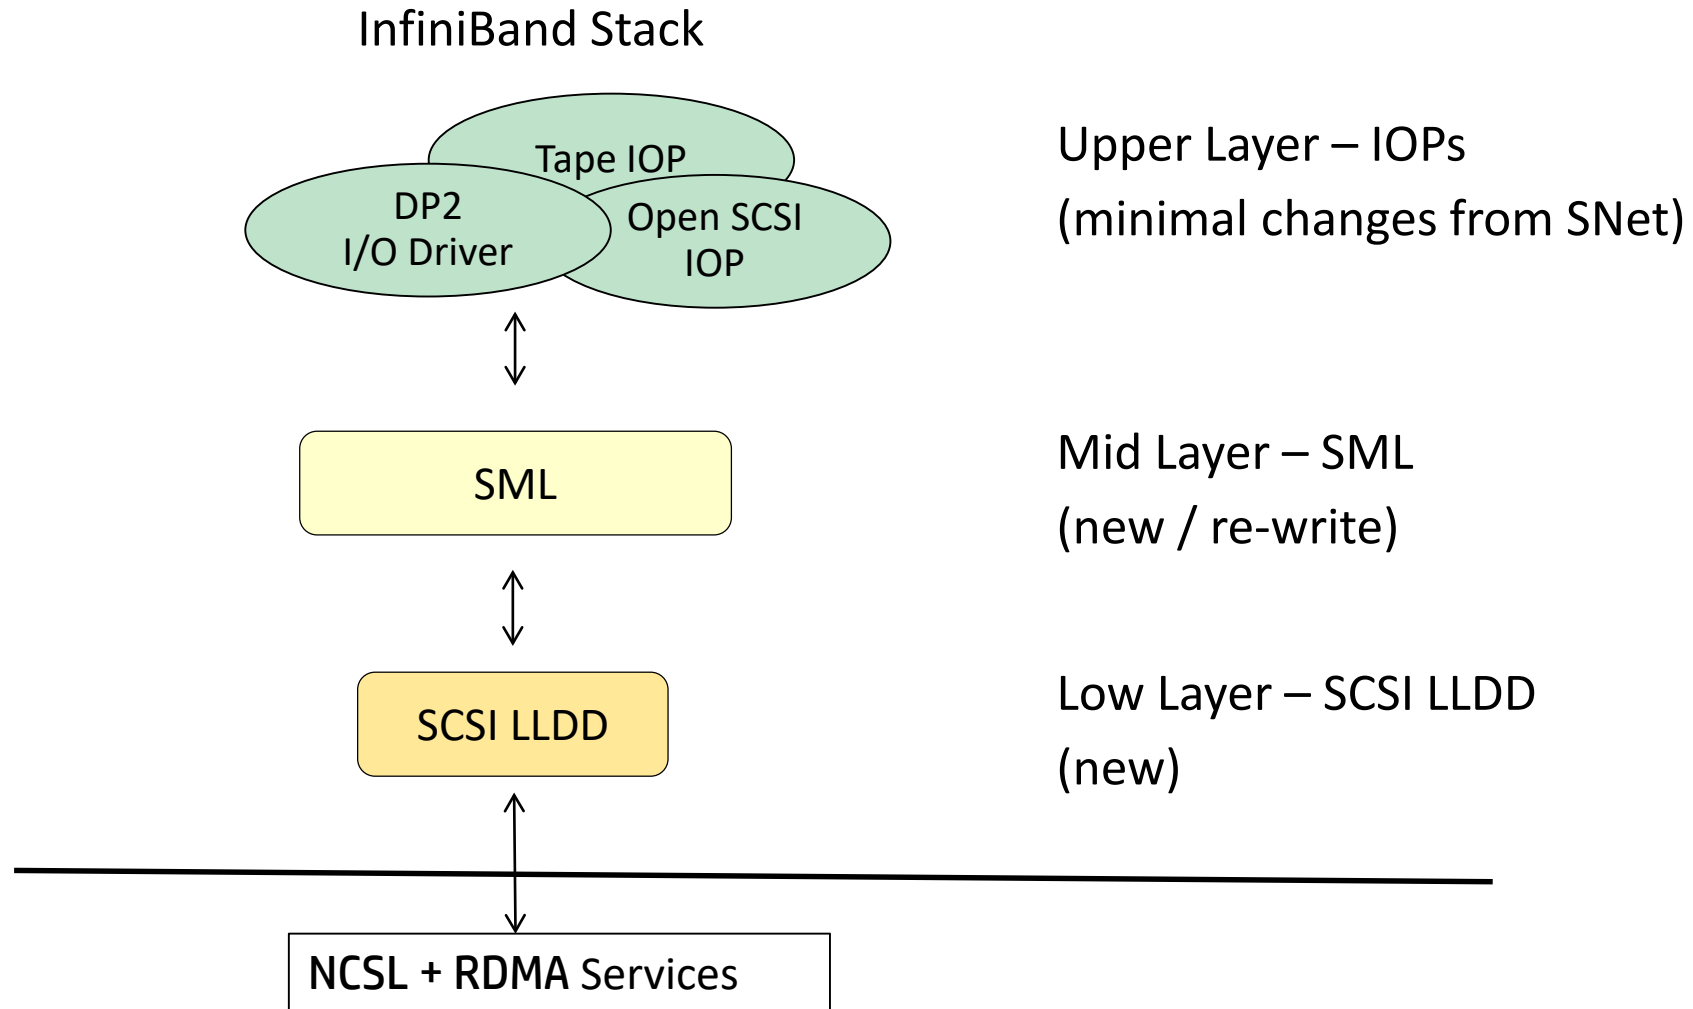 InfiniBand Stack
Tape IOP
DP2
I/O Driver
Open SCSI
IOP
Upper Layer – IOPs
(minimal changes from SNet)
SML
Mid Layer – SML
(new / re-write)
SCSI LLDD
Low Layer – SCSI LLDD
(new)
NCSL + RDMA Services